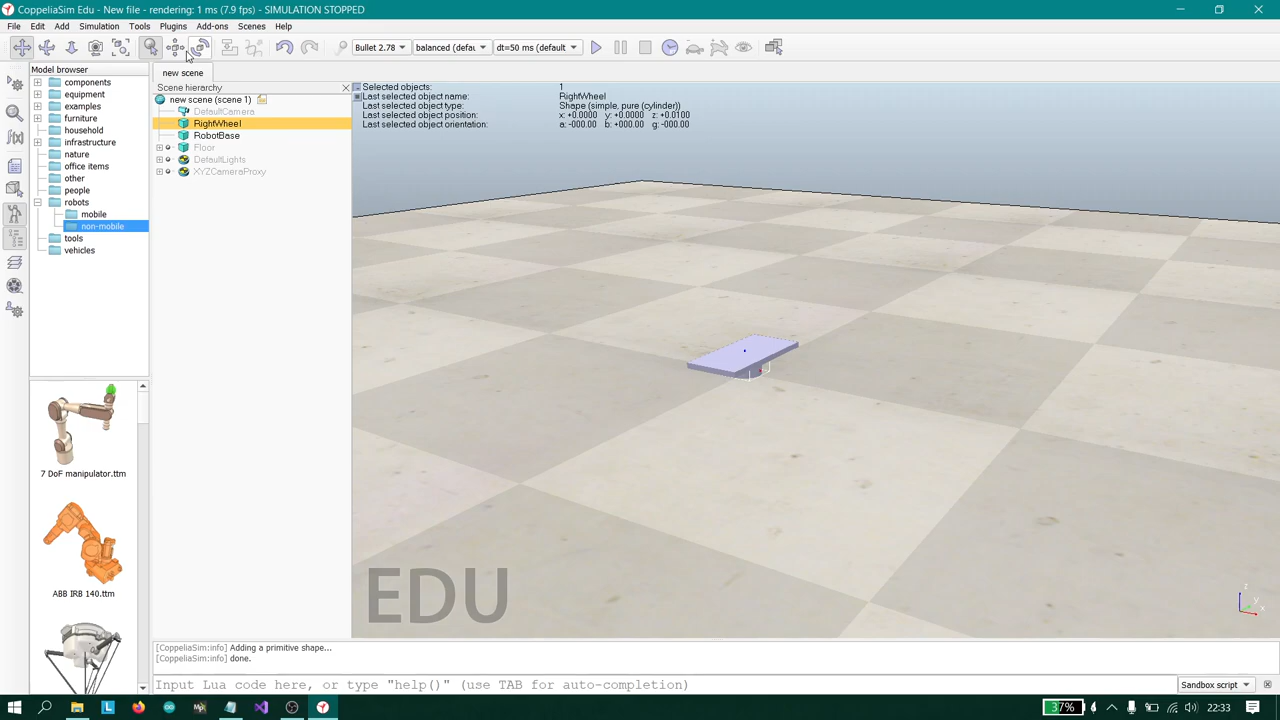 CoppeliaSim Edu - New file - rendering: 1 ms (7.9 fps) - SIMULATION STOPPED
File Edit Add Simulation Tools Plugins Add-ons Scenes Help
Bullet 2.78 balanced (defau dt=50 ms (default
Model browser
components
equipment
examples
furniture
household
infrastructure
nature
office items
other
people
robots
mobile
non-mobile
tools
vehicles
7 DoF manipulator.ttm
ABB IRB 140.ttm
new scene
Scene hierarchy
new scene (scene 1)
DefaultCamera
RightWheel
RobotBase
Floor
DefaultLights
XYZCameraProxy
Selected objects: 1
Last selected object name: RightWheel
Last selected object type: Shape (simple, pure (cylinder))
Last selected object position: x: +0.0000 y: +0.0000 z: +0.0100
Last selected object orientation: a: -000.00 b: +000.00 g: -000.00
EDU
z
y
x
[CoppeliaSim:info] Adding a primitive shape...
[CoppeliaSim:info] done.
Input Lua code here, or type "help()" (use TAB for auto-completion)
Sandbox script
37%
22:33